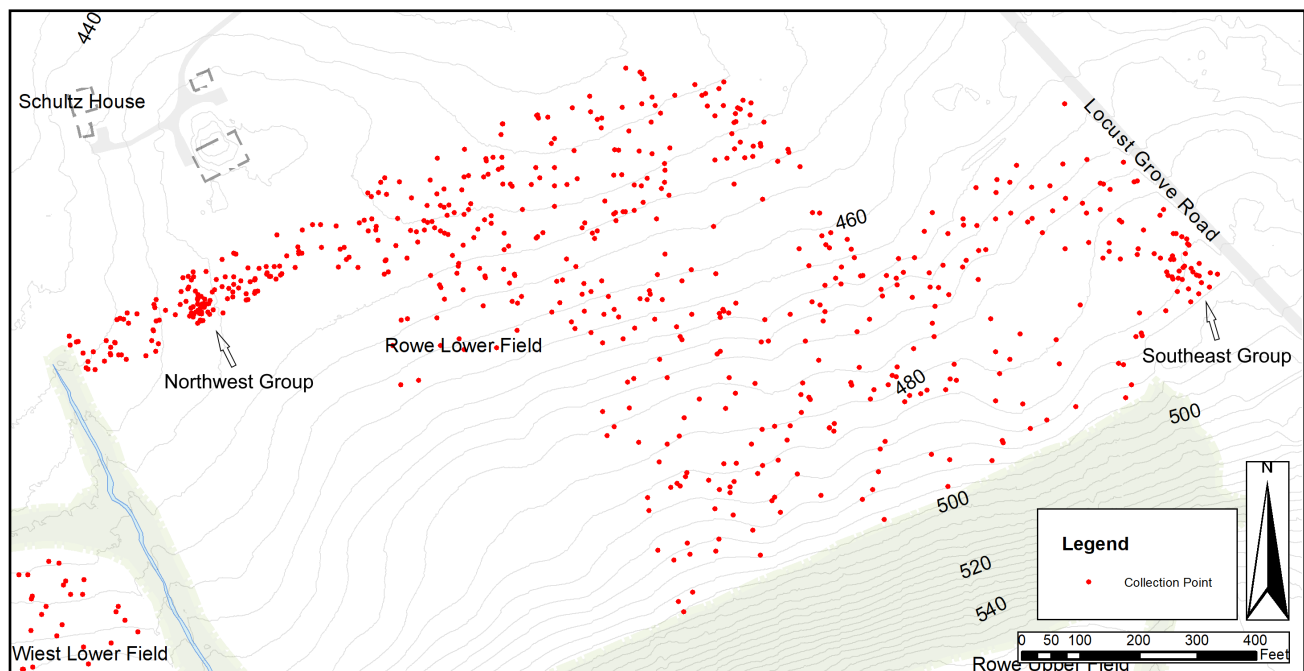 440
Schultz House
Locust Grove Road
460
Rowe Lower Field
Southeast Group
Northwest Group
480
500
N
500
Legend
Collection Point
520
540
0 50 100 200 300 400
Feet
Wiest Lower Field
Rowe Upper Field